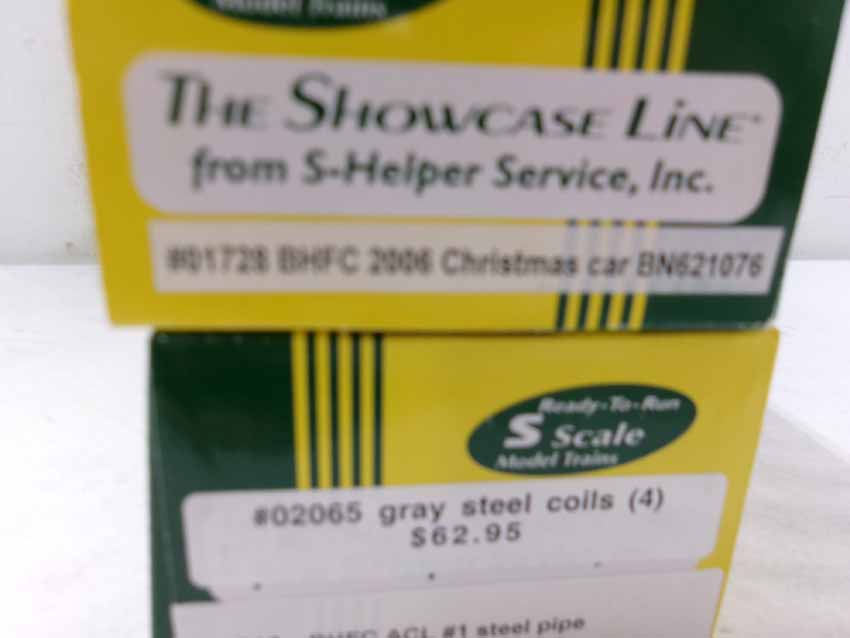 Model Trains
THE SHOWCASE LINE
from S-Helper Service, Inc.
#01728 BHFC 2006 Christmas car BN621076
Ready-To-Run
S Scale
Model Trains
#02065 gray steel coils (4)
$62.95
BHFC ACL #1 steel pipe